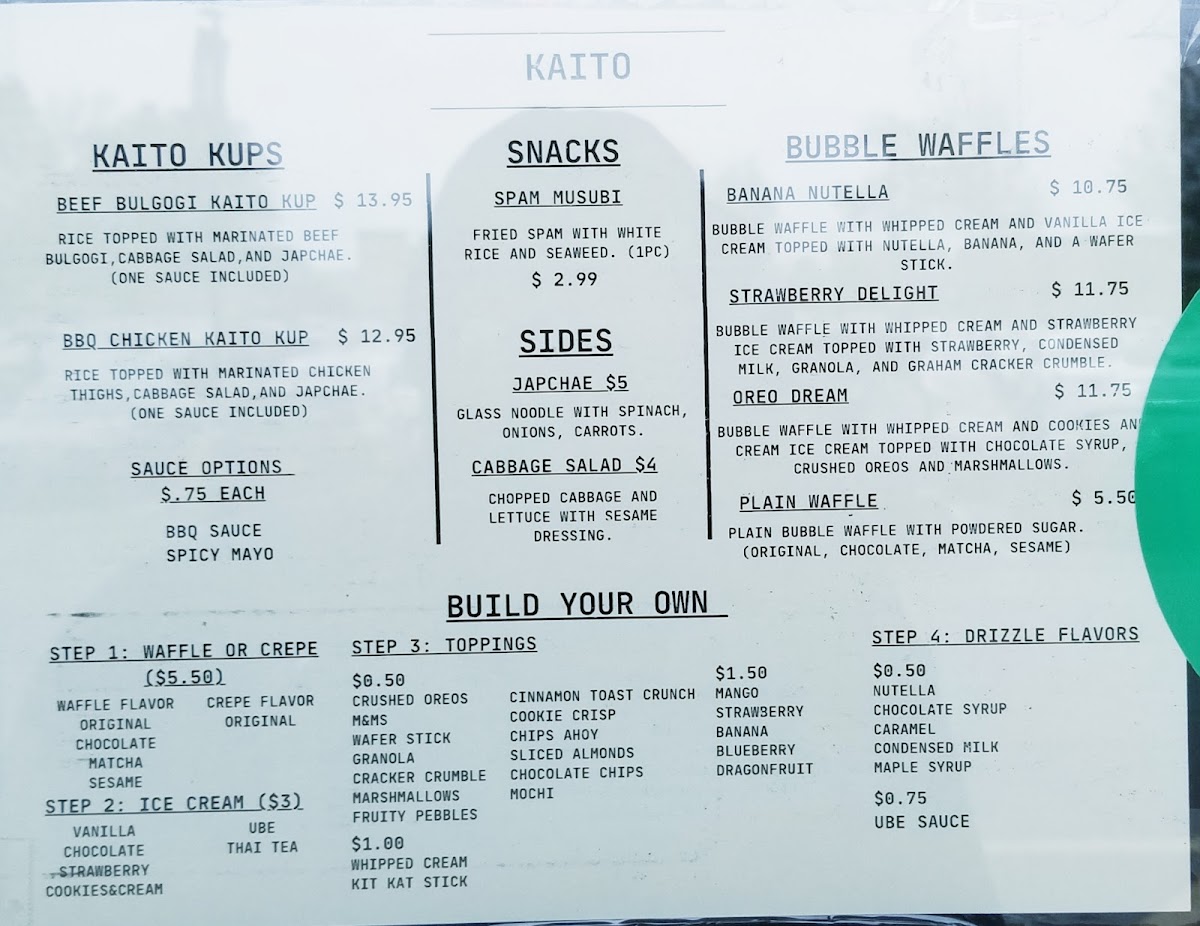 KAITO
KAITO KUPS
BEEF BULGOGI KAITO KUP $ 13.95
RICE TOPPED WITH MARINATED BEEF
BULGOGI,CABBAGE SALAD,AND JAPCHAE.
(ONE SAUCE INCLUDED)
BBQ CHICKEN KAITO KUP $ 12.95
RICE TOPPED WITH MARINATED CHICKEN
THIGHS,CABBAGE SALAD,AND JAPCHAE.
(ONE SAUCE INCLUDED)
SAUCE OPTIONS
$.75 EACH
BBQ SAUCE
SPICY MAYO
SNACKS
SPAM MUSUBI
FRIED SPAM WITH WHITE
RICE AND SEAWEED. (1PC)
$ 2.99
SIDES
JAPCHAE $5
GLASS NOODLE WITH SPINACH,
ONIONS, CARROTS.
CABBAGE SALAD $4
CHOPPED CABBAGE AND
LETTUCE WITH SESAME
DRESSING.
BUBBLE WAFFLES
BANANA NUTELLA $ 10.75
BUBBLE WAFFLE WITH WHIPPED CREAM AND VANILLA ICE
CREAM TOPPED WITH NUTELLA, BANANA, AND A WAFER
STICK.
STRAWBERRY DELIGHT $ 11.75
BUBBLE WAFFLE WITH WHIPPED CREAM AND STRAWBERRY
ICE CREAM TOPPED WITH STRAWBERRY, CONDENSED
MILK, GRANOLA, AND GRAHAM CRACKER CRUMBLE.
OREO DREAM $ 11.75
BUBBLE WAFFLE WITH WHIPPED CREAM AND COOKIES AN
CREAM ICE CREAM TOPPED WITH CHOCOLATE SYRUP,
CRUSHED OREOS AND MARSHMALLOWS.
PLAIN WAFFLE $ 5.50
PLAIN BUBBLE WAFFLE WITH POWDERED SUGAR.
(ORIGINAL, CHOCOLATE, MATCHA, SESAME)
BUILD YOUR OWN
STEP 1: WAFFLE OR CREPE
($5.50)
WAFFLE FLAVOR
ORIGINAL
CHOCOLATE
MATCHA
SESAME
CREPE FLAVOR
ORIGINAL
STEP 2: ICE CREAM ($3)
VANILLA
CHOCOLATE
STRAWBERRY
COOKIES&CREAM
UBE
THAI TEA
STEP 3: TOPPINGS
$0.50
CRUSHED OREOS
M&MS
WAFER STICK
GRANOLA
CRACKER CRUMBLE
MARSHMALLOWS
FRUITY PEBBLES
CINNAMON TOAST CRUNCH
COOKIE CRISP
CHIPS AHOY
SLICED ALMONDS
CHOCOLATE CHIPS
MOCHI
$1.00
WHIPPED CREAM
KIT KAT STICK
$1.50
MANGO
STRAWBERRY
BANANA
BLUEBERRY
DRAGONFRUIT
STEP 4: DRIZZLE FLAVORS
$0.50
NUTELLA
CHOCOLATE SYRUP
CARAMEL
CONDENSED MILK
MAPLE SYRUP
$0.75
UBE SAUCE